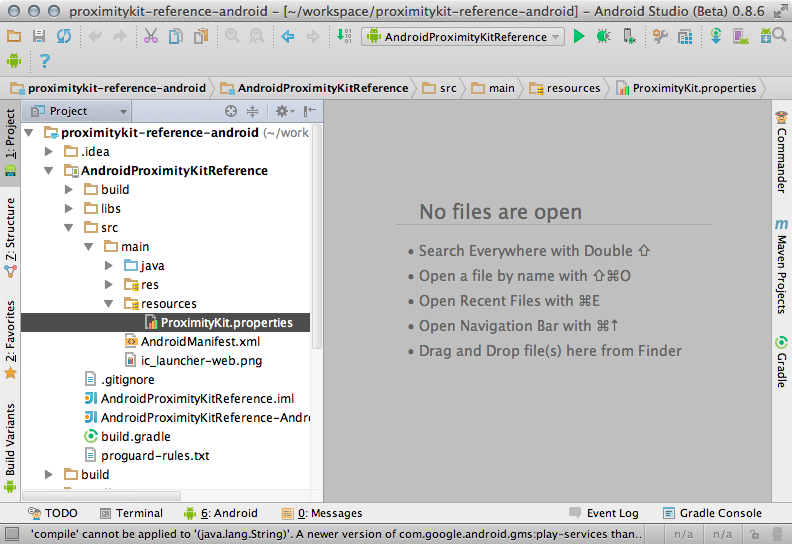 proximitykit-reference-android - [~/workspace/proximitykit-reference-android] - Android Studio (Beta) 0.8.6
AndroidProximityKitReference
proximitykit-reference-android AndroidProximityKitReference src main resources ProximityKit.properties
1: Project
Z: Structure
2: Favorites
Build Variants
Project
proximitykit-reference-android (~/work
.idea
AndroidProximityKitReference
build
libs
src
main
java
res
resources
ProximityKit.properties
AndroidManifest.xml
ic_launcher-web.png
.gitignore
AndroidProximityKitReference.iml
AndroidProximityKitReference-Andr
build.gradle
proguard-rules.txt
build
No files are open
• Search Everywhere with Double ⇧
• Open a file by name with ⇧⌘O
• Open Recent Files with ⌘E
• Open Navigation Bar with ⌘↑
• Drag and Drop file(s) here from Finder
Commander
m Maven Projects
Gradle
TODO Terminal 6: Android 0: Messages Event Log Gradle Console
'compile' cannot be applied to '(java.lang.String)'. A newer version of com.google.android.gms:play-services than.. n/a n/a